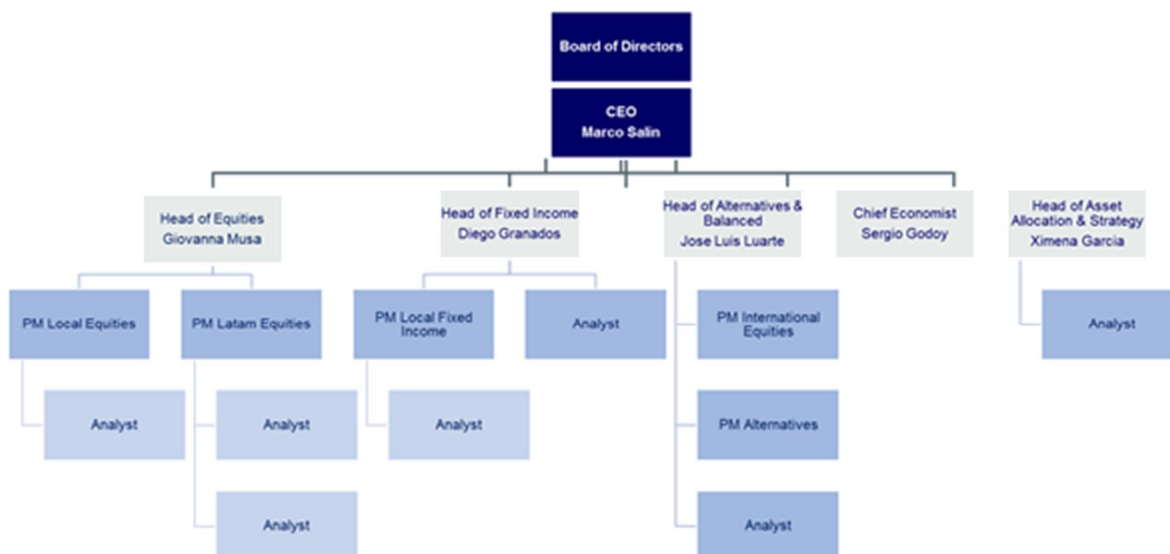 Board of Directors
CEO
Marco Salin
Head of Equities
Giovanna Musa
Head of Fixed Income
Diego Granados
Head of Alternatives &
Balanced
Jose Luis Luarte
Chief Economist
Sergio Godoy
Head of Asset
Allocation & Strategy
Ximena Garcia
PM Local Equities
PM Latam Equities
PM Local Fixed
Income
Analyst
PM International
Equities
Analyst
Analyst
Analyst
Analyst
PM Alternatives
Analyst
Analyst